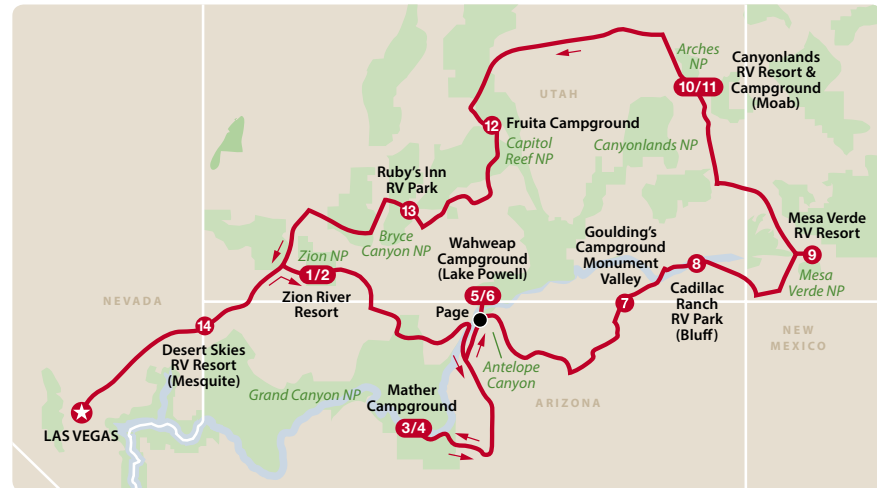 Arches
NP
Canyonlands
RV Resort &
Campground
(Moab)
10/11
UTAH
12
Fruita Campground
Capitol
Reef NP
Canyonlands NP
Ruby's Inn
RV Park
13
Bryce
Canyon NP
Wahweap
Campground
(Lake Powell)
5/6
Page
Goulding's
Campground
Monument
Valley
7
8
Cadillac
Ranch
RV Park
(Bluff)
Mesa Verde
RV Resort
9
Mesa
Verde NP
Zion NP
1/2
Zion River
Resort
NEVADA
14
Desert Skies
RV Resort
(Mesquite)
LAS VEGAS
Grand Canyon NP
Mather
Campground
3/4
Antelope
Canyon
ARIZONA
NEW
MEXICO